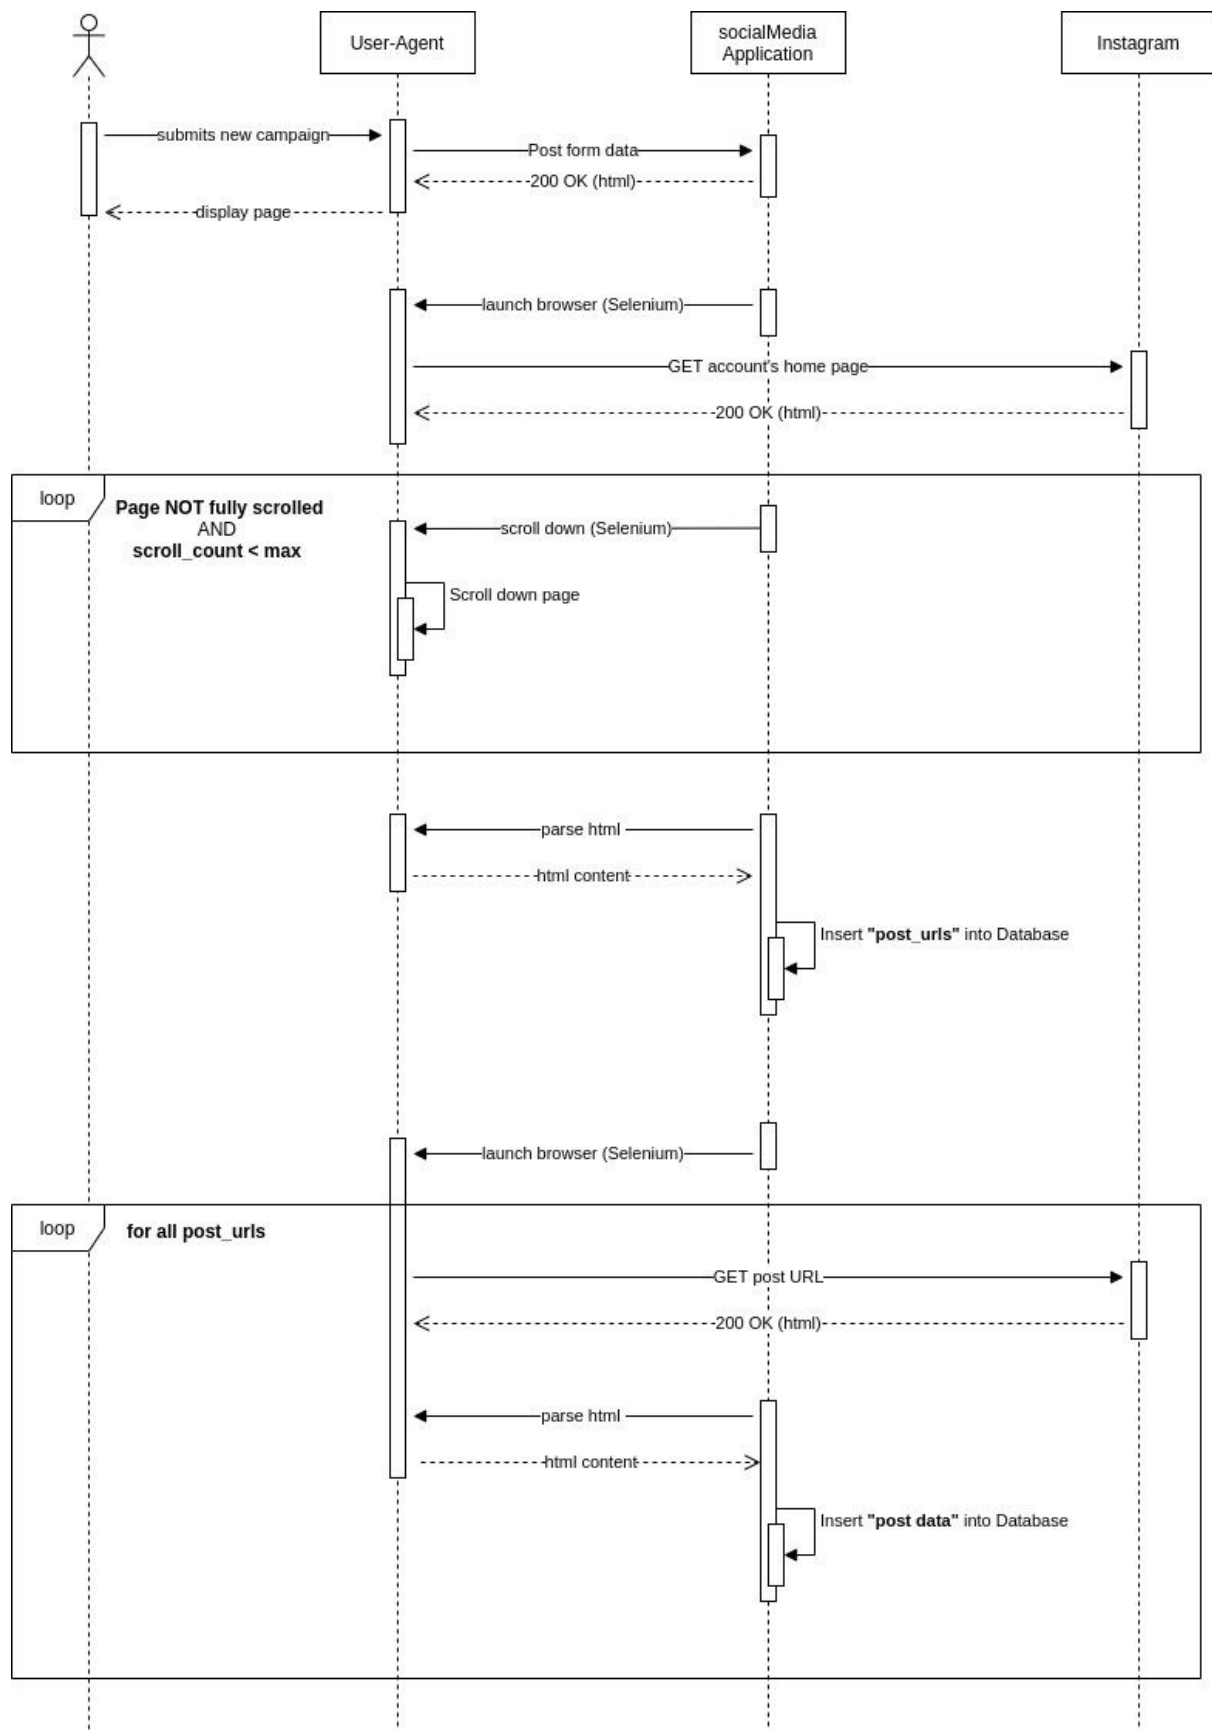 User-Agent
socialMedia
Application
Instagram
submits new campaign
Post form data
200 OK (html)
display page
launch browser (Selenium)
GET account's home page
200 OK (html)
loop
Page NOT fully scrolled
AND
scroll_count < max
scroll down (Selenium)
Scroll down page
parse html
html content
Insert "post_urls" into Database
launch browser (Selenium)
loop
for all post_urls
GET post URL
200 OK (html)
parse html
html content
Insert "post data" into Database